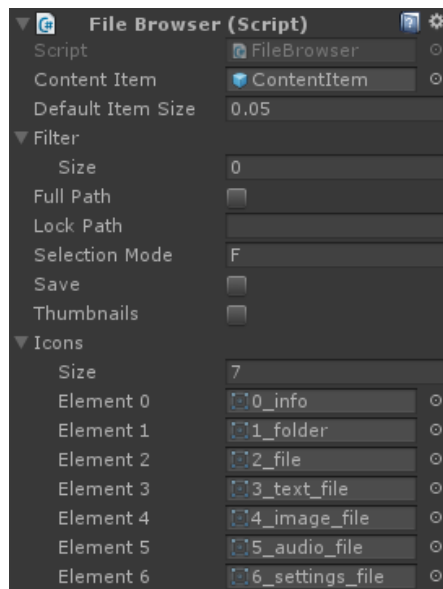 File Browser (Script)
Script FileBrowser
Content Item ContentItem
Default Item Size 0.05
Filter
Size 0
Full Path
Lock Path
Selection Mode F
Save
Thumbnails
Icons
Size 7
Element 0 0_info
Element 1 1_folder
Element 2 2_file
Element 3 3_text_file
Element 4 4_image_file
Element 5 5_audio_file
Element 6 6_settings_file